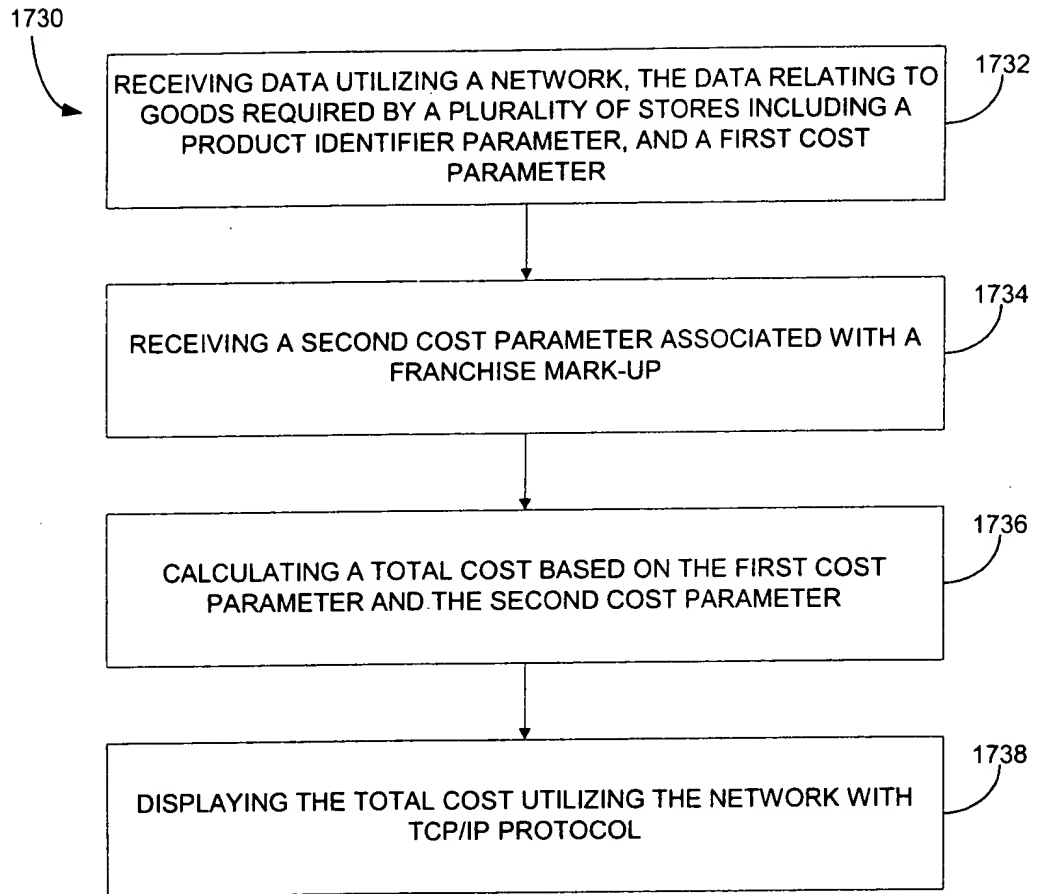 1730
RECEIVING DATA UTILIZING A NETWORK, THE DATA RELATING TO
GOODS REQUIRED BY A PLURALITY OF STORES INCLUDING A
PRODUCT IDENTIFIER PARAMETER, AND A FIRST COST
PARAMETER
1732
RECEIVING A SECOND COST PARAMETER ASSOCIATED WITH A
FRANCHISE MARK-UP
1734
CALCULATING A TOTAL COST BASED ON THE FIRST COST
PARAMETER AND THE SECOND COST PARAMETER
1736
DISPLAYING THE TOTAL COST UTILIZING THE NETWORK WITH
TCP/IP PROTOCOL
1738